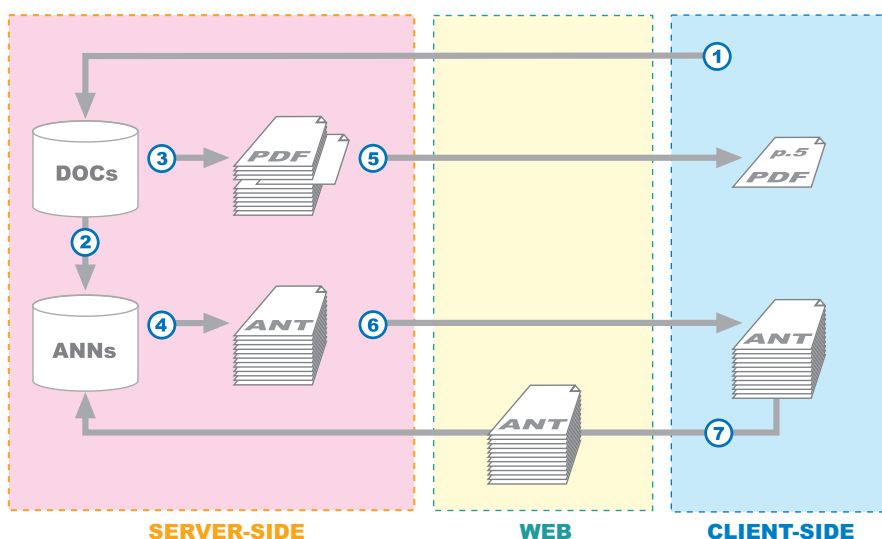 1
DOCs
3
PDF
5
p.5
PDF
2
ANNs
4
ANT
6
ANT
ANT
7
SERVER-SIDE
WEB
CLIENT-SIDE